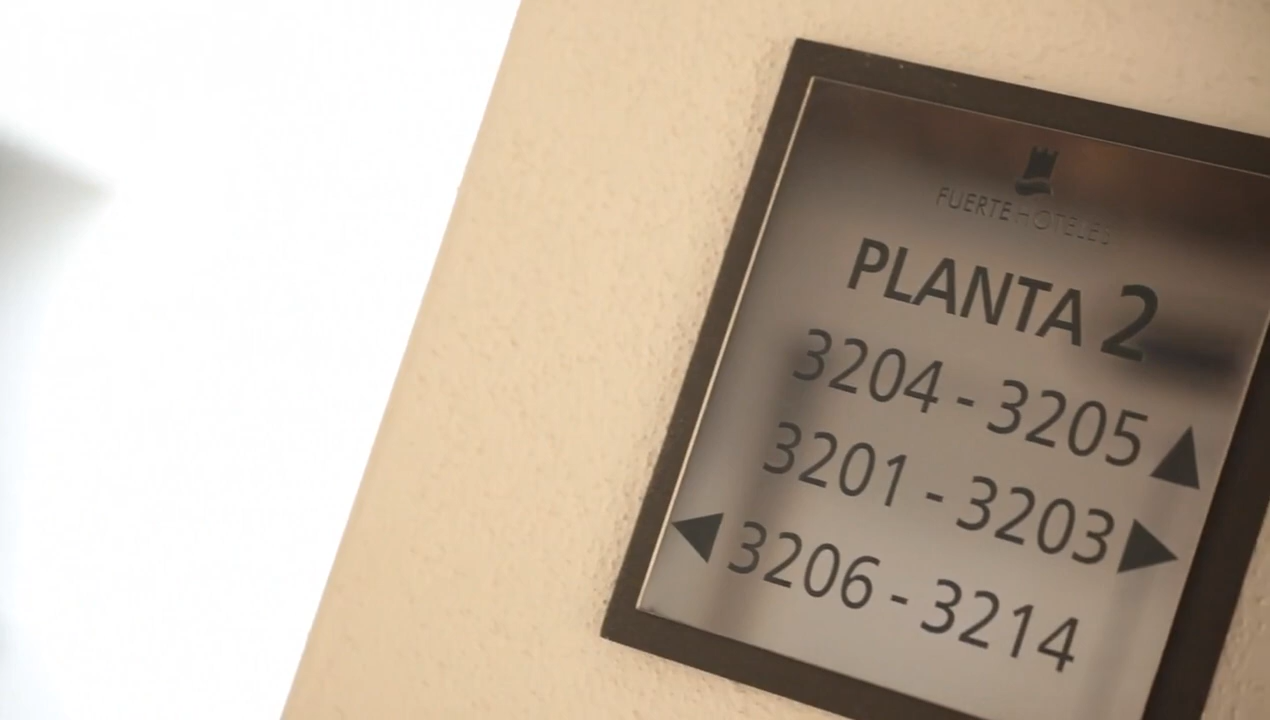 FUERTEHOTELES
PLANTA 2
3204 - 3205 ▲
3201 - 3203 ▶
◀ 3206 - 3214